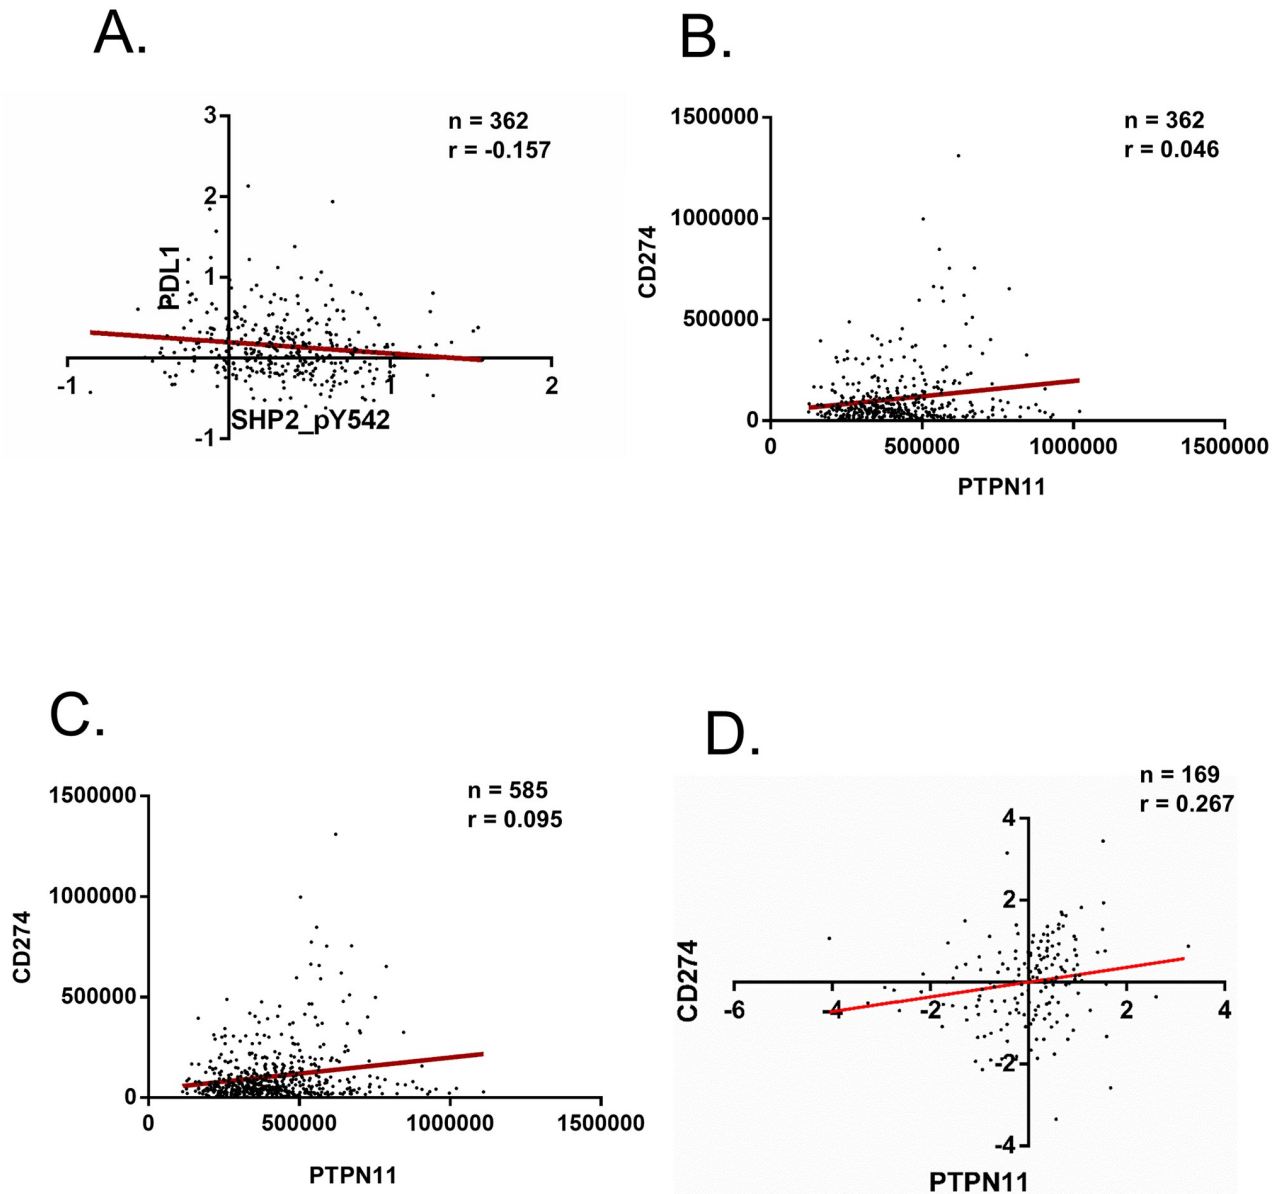 A.
n = 362
r = -0.157
3
2
1
-1
PDL1
-1
1
2
SHP2_pY542
B.
n = 362
r = 0.046
1500000
1000000
500000
0
CD274
0
500000
1000000
1500000
PTPN11
C.
n = 585
r = 0.095
1500000
1000000
500000
0
CD274
0
500000
1000000
1500000
PTPN11
D.
n = 169
r = 0.267
4
2
-2
-4
CD274
-6
-4
-2
2
4
PTPN11